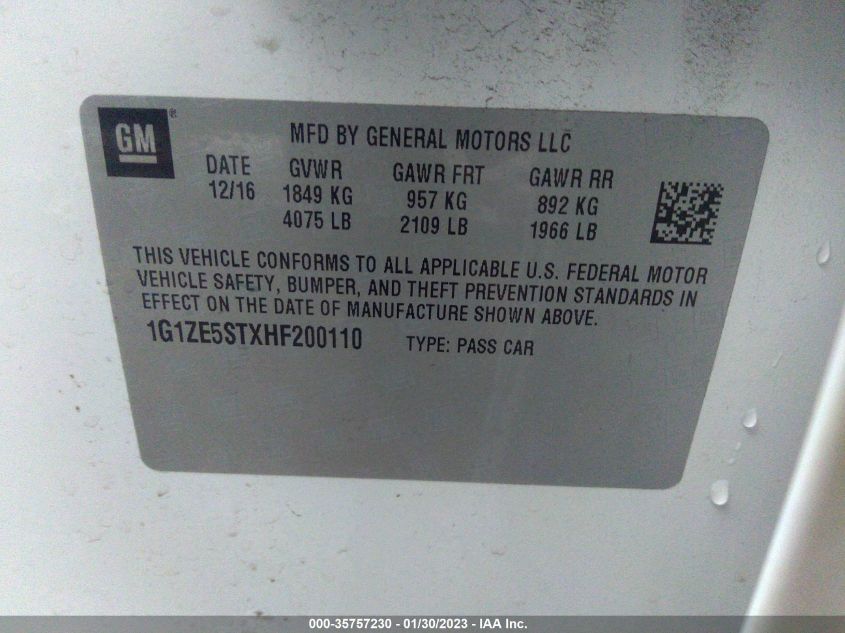 GM®
MFD BY GENERAL MOTORS LLC
DATE GVWR GAWR FRT GAWR RR
12/16 1849 KG 957 KG 892 KG
4075 LB 2109 LB 1966 LB
THIS VEHICLE CONFORMS TO ALL APPLICABLE U.S. FEDERAL MOTOR
VEHICLE SAFETY, BUMPER, AND THEFT PREVENTION STANDARDS IN
EFFECT ON THE DATE OF MANUFACTURE SHOWN ABOVE.
1G1ZE5STXHF200110 TYPE: PASS CAR
000-35757230 - 01/30/2023 - IAA Inc.